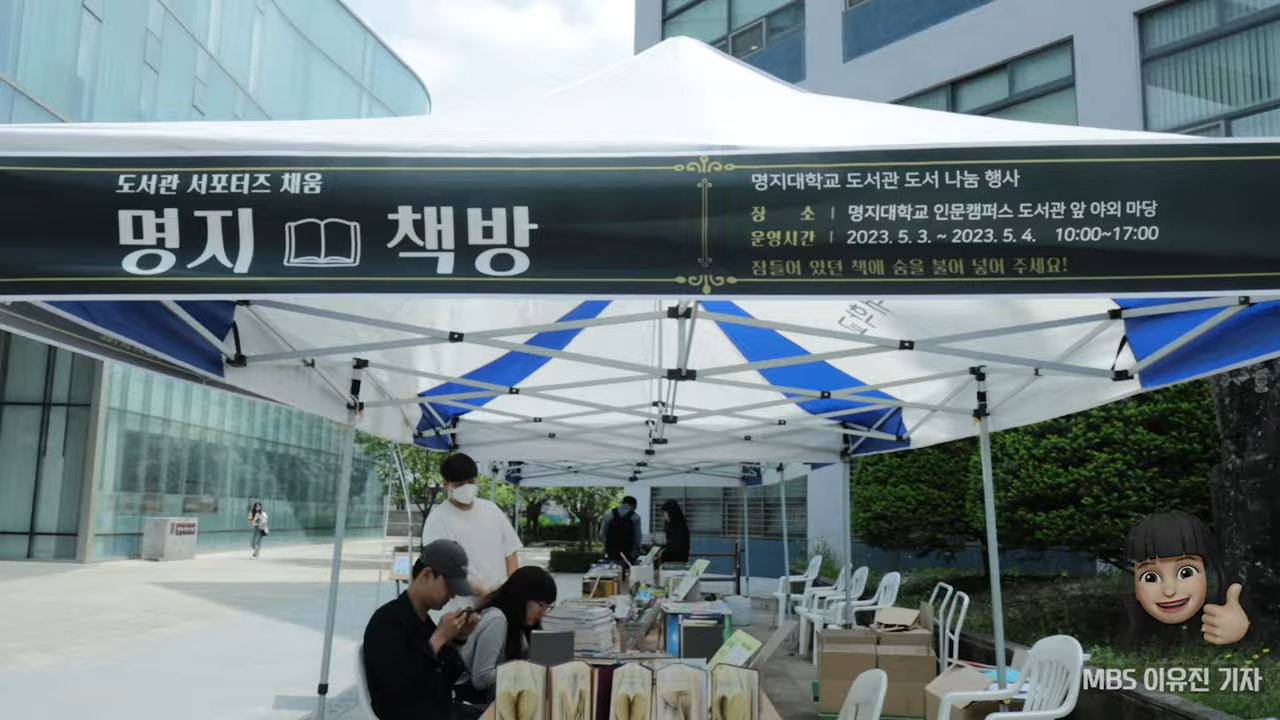 도서관 서포터즈 채움
명지 책방
명지대학교 도서관 도서 나눔 행사
장 소 | 명지대학교 인문캠퍼스 도서관 앞 야외 마당
운영시간 | 2023. 5. 3. ~ 2023. 5. 4. 10:00~17:00
잠들어 있던 책에 숨을 불어 넣어 주세요!
MBS 이유진 기자